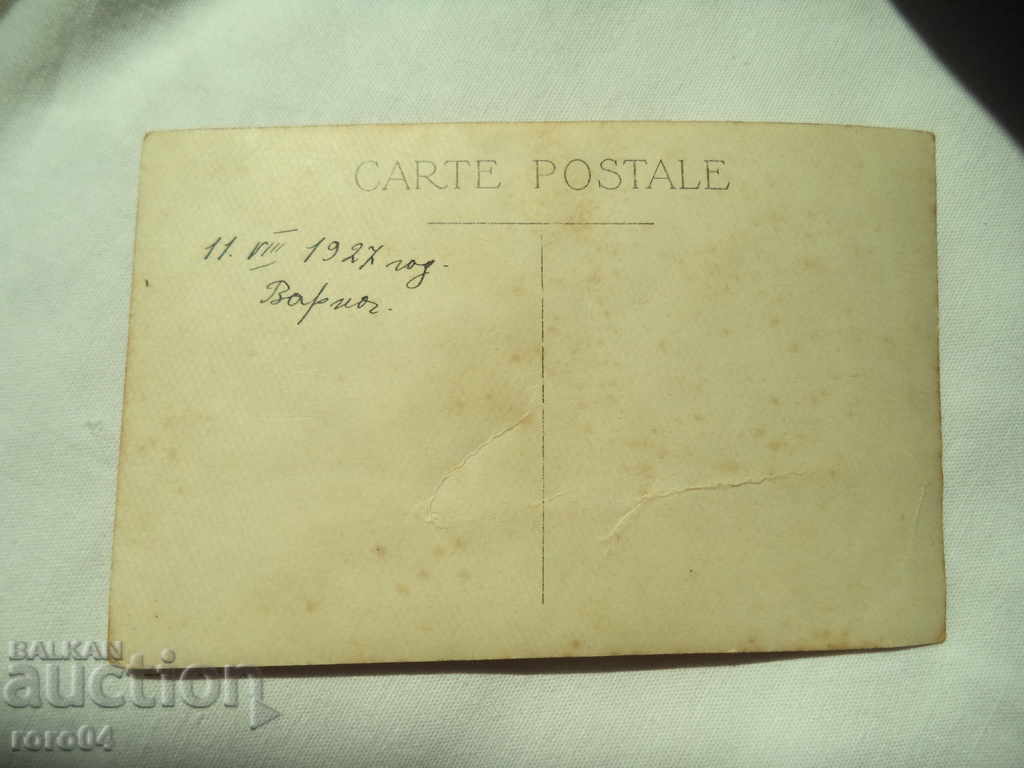 CARTE POSTALE
11. VIII 1927 год.
Варна.
BALKAN
auction
roro04